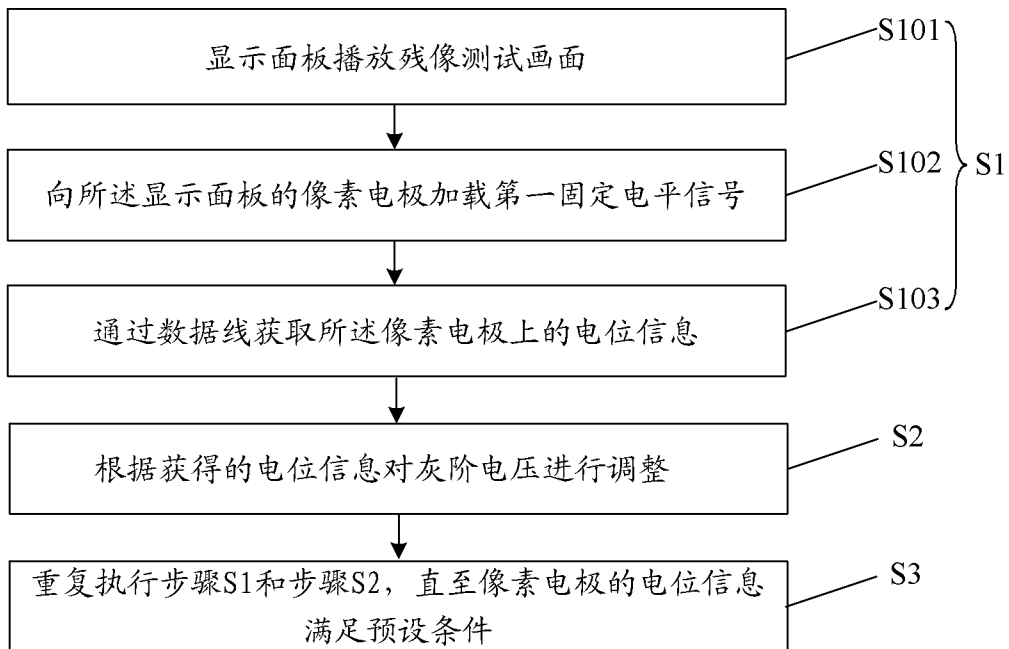 显示面板播放残像测试画面
S101
向所述显示面板的像素电极加载第一固定电平信号
S102
S1
通过数据线获取所述像素电极上的电位信息
S103
根据获得的电位信息对灰阶电压进行调整
S2
重复执行步骤S1和步骤S2，直至像素电极的电位信息
满足预设条件
S3